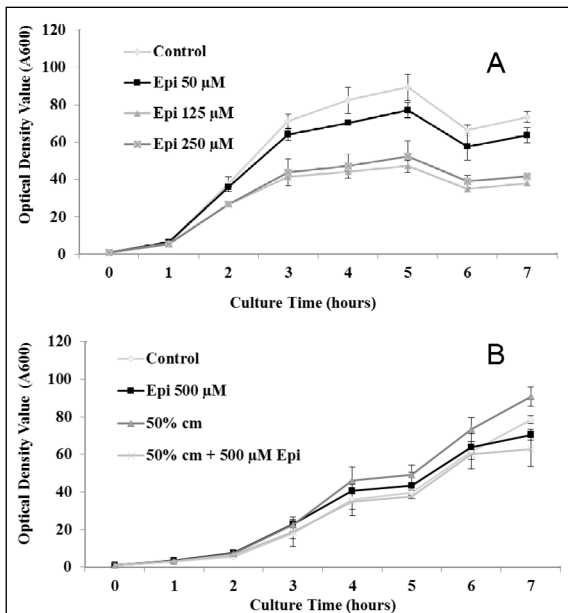 120
100
80
60
40
20
0
Optical Density Value (A600)
Control
Epi 50 µM
Epi 125 µM
Epi 250 µM
A
0 1 2 3 4 5 6 7
Culture Time (hours)
120
100
80
60
40
20
0
Optical Density Value (A600)
Control
Epi 500 µM
50% cm
50% cm + 500 µM Epi
B
0 1 2 3 4 5 6 7
Culture Time (hours)